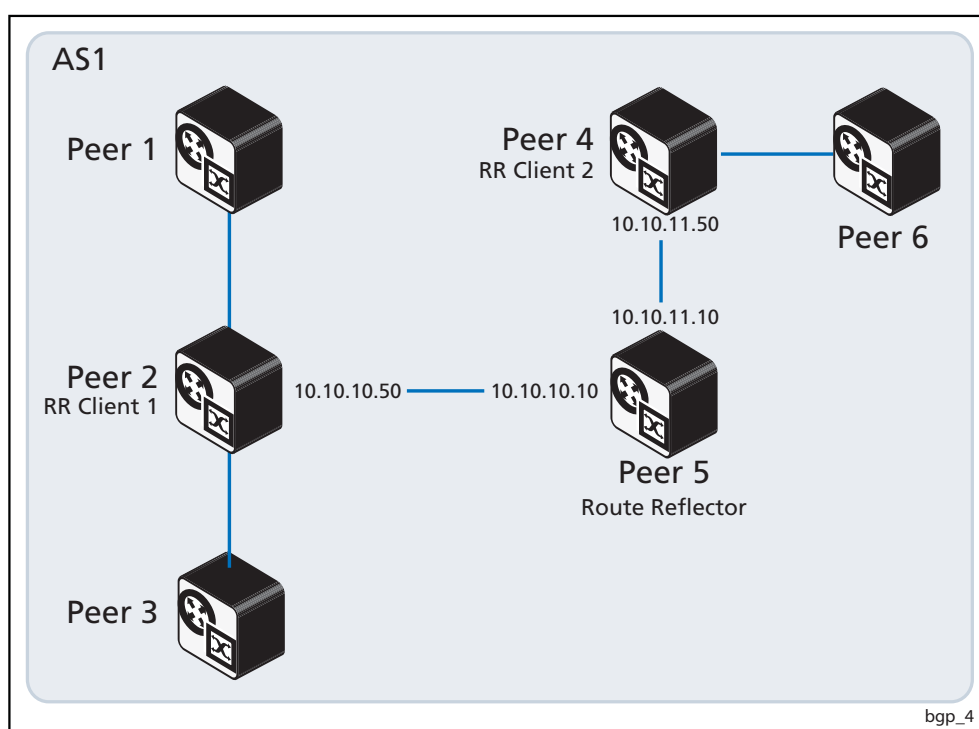 AS1
Peer 1
Peer 4
RR Client 2
Peer 6
10.10.11.50
10.10.11.10
Peer 2
RR Client 1
10.10.10.50
10.10.10.10
Peer 5
Route Reflector
Peer 3
bgp_4